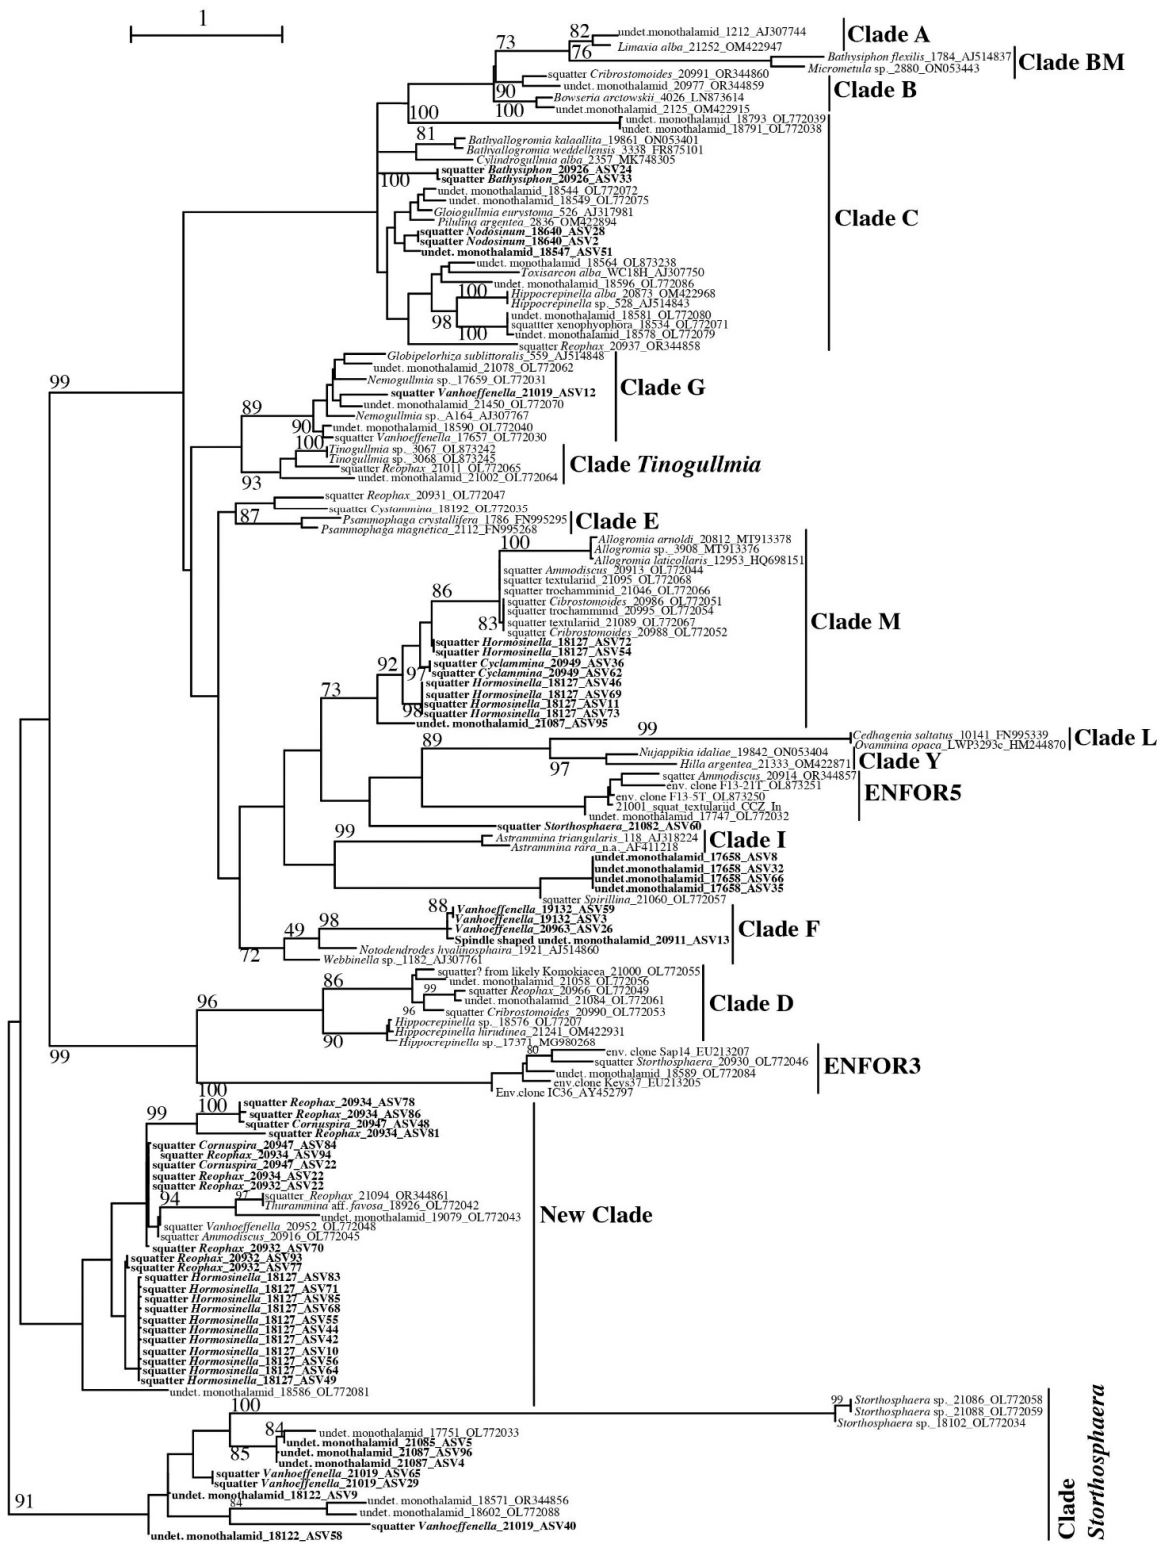 1
82
undet.monothalamid_1212_AJ307744
Limaxia alba_21252_OM422947
Clade A
73
76
Bathysiphon flexilis_1784_AJ514837
Micrometula sp._2880_ON053443
Clade BM
squatter Cribrostomoides_20991_OR344860
undet. monothalamid_20977_OR344859
90
Bowseria arctowskii_4026_LN873614
100
undet.monothalamid_2125_OM422915
Clade B
100
undet. monothalamid_18793_OL772039
undet. monothalamid_18791_OL772038
81
Bathyallogromia kalaallita_19861_ON053401
Bathyallogromia weddellensis_3338_FR875101
Cylindrogullmia alba_2357_MK748305
squatter Bathysiphon_20926_ASV24
squatter Bathysiphon_20926_ASV33
100
undet. monothalamid_18544_OL772072
undet. monothalamid_18549_OL772075
Gloiogullmia eurystoma_526_AJ317981
Pilulina argentea_2836_OM422894
squatter Nodosinum_18640_ASV28
squatter Nodosinum_18640_ASV2
undet. monothalamid_18547_ASV51
Clade C
undet. monothalamid_18564_OL873238
Toxisarcon alba_WC18H_AJ307750
undet. monothalamid_18596_OL772086
100
Hippocrepinella alba_20873_OM422968
Hippocrepinella sp._528_AJ514843
98
undet. monothalamid_18581_OL772080
squattter xenophyophora_18534_OL772071
100
undet. monothalamid_18578_OL772079
squatter Reophax_20937_OR344858
99
Globipelorhiza sublittoralis_559_AJ514848
undet. monothalamid_21078_OL772062
Nemogullmia sp._17659_OL772031
squatter Vanhoeffenella_21019_ASV12
undet. monothalamid_21450_OL772070
89
Nemogullmia sp._A164_AJ307767
90
undet. monothalamid_18590_OL772040
squatter Vanhoeffenella_17657_OL772030
Clade G
100
Tinogullmia sp._3067_OL873242
Tinogullmia sp._3068_OL873245
squatter Reophax_21011_OL772065
93
undet. monothalamid_21002_OL772064
Clade Tinogullmia
squatter Reophax_20931_OL772047
squatter Cystammina_18192_OL772035
87
Psammophaga crystallifera_1786_FN995295
Psammophaga magnetica_2112_FN995268
Clade E
100
Allogromia arnoldi_20812_MT913378
Allogromia sp._3908_MT913376
Allogromia laticollaris_12953_HQ698151
squatter Ammodiscus_20913_OL772044
squatter textulariid_21095_OL772068
squatter trochamminid_21046_OL772066
86
squatter Cibrostomoides_20986_OL772051
squatter trochamminid_20995_OL772054
83
squatter textulariid_21089_OL772067
squatter Cribrostomoides_20988_OL772052
Clade M
squatter Hormosinella_18127_ASV72
squatter Hormosinella_18127_ASV54
92
97
squatter Cyclammina_20949_ASV36
squatter Cyclammina_20949_ASV62
squatter Hormosinella_18127_ASV46
73
squatter Hormosinella_18127_ASV69
squatter Hormosinella_18127_ASV11
98
squatter Hormosinella_18127_ASV73
undet. monothalamid_21087_ASV95
99
Cedhagenia saltatus_10141_FN995339
Ovammina opaca_LWP3293c_HM244870
Clade L
89
Nujappikia idaliae_19842_ON053404
97
Hilla argentea_21333_OM422871
Clade Y
sqatter Ammodiscus_20914_OR344857
env. clone F13-21T_OL873251
env. clone F13-5T_OL873250
21001_squat_textulariid_CCZ_In
undet. monothalamid_17747_OL772032
ENFOR5
squatter Storthosphaera_21082_ASV60
99
Astrammina triangularis_118_AJ318224
Astrammina rara_n.a._AF411218
Clade I
undet.monothalamid_17658_ASV8
undet.monothalamid_17658_ASV32
undet.monothalamid_17658_ASV66
undet.monothalamid_17658_ASV35
squatter Spirillina_21060_OL772057
88
Vanhoeffenella_19132_ASV59
Vanhoeffenella_19132_ASV3
98
Vanhoeffenella_20963_ASV26
49
Spindle shaped undet. monothalamid_20911_ASV13
Notodendrodes hyalinosphaira_1921_AJ514860
72
Webbinella sp._1182_AJ307761
Clade F
squatter? from likely Komokiacea_21000_OL772055
86
undet. monothalamid_21058_OL772056
99
squatter Reophax_20966_OL772049
undet. monothalamid_21084_OL772061
96
96
squatter Cribrostomoides_20990_OL772053
Hippocrepinella sp._18576_OL77207
Hippocrepinella hirudinea_21241_OM422931
90
Hippocrepinella sp._17371_MG980268
Clade D
99
80
env. clone Sap14_EU213207
squatter Storthosphaera_20930_OL772046
undet. monothalamid_18589_OL772084
env.clone Keys37_EU213205
100
Env.clone IC36_AY452797
ENFOR3
100
squatter Reophax_20934_ASV78
99
squatter Reophax_20934_ASV86
squatter Cornuspira_20947_ASV48
squatter Reophax_20934_ASV81
squatter Cornuspira_20947_ASV84
squatter Reophax_20934_ASV94
squatter Cornuspira_20947_ASV22
squatter Reophax_20934_ASV22
squatter Reophax_20932_ASV22
94
97
squatter_Reophax_21094_OR344861
Thurammina aff. favosa_18926_OL772042
undet. monothalamid_19079_OL772043
squatter Vanhoeffenella_20952_OL772048
squatter Ammodiscus_20916_OL772045
squatter Reophax_20932_ASV70
squatter Reophax_20932_ASV93
squatter Reophax_20932_ASV77
squatter Hormosinella_18127_ASV83
squatter Hormosinella_18127_ASV71
squatter Hormosinella_18127_ASV85
squatter Hormosinella_18127_ASV68
squatter Hormosinella_18127_ASV55
squatter Hormosinella_18127_ASV44
squatter Hormosinella_18127_ASV42
squatter Hormosinella_18127_ASV10
squatter Hormosinella_18127_ASV56
squatter Hormosinella_18127_ASV64
squatter Hormosinella_18127_ASV49
undet. monothalamid_18586_OL772081
New Clade
100
99
Storthosphaera sp._21086_OL772058
Storthosphaera sp._21088_OL772059
Storthosphaera sp._18102_OL772034
84
undet. monothalamid_17751_OL772033
undet. monothalamid_21085_ASV5
85
undet. monothalamid_21087_ASV96
undet. monothalamid_21087_ASV4
squatter Vanhoeffenella_21019_ASV65
squatter Vanhoeffenella_21019_ASV29
undet. monothalamid_18122_ASV9
91
84
undet. monothalamid_18571_OR344856
undet. monothalamid_18602_OL772088
squatter Vanhoeffenella_21019_ASV40
undet. monothalamid_18122_ASV58
Clade
Storthosphaera